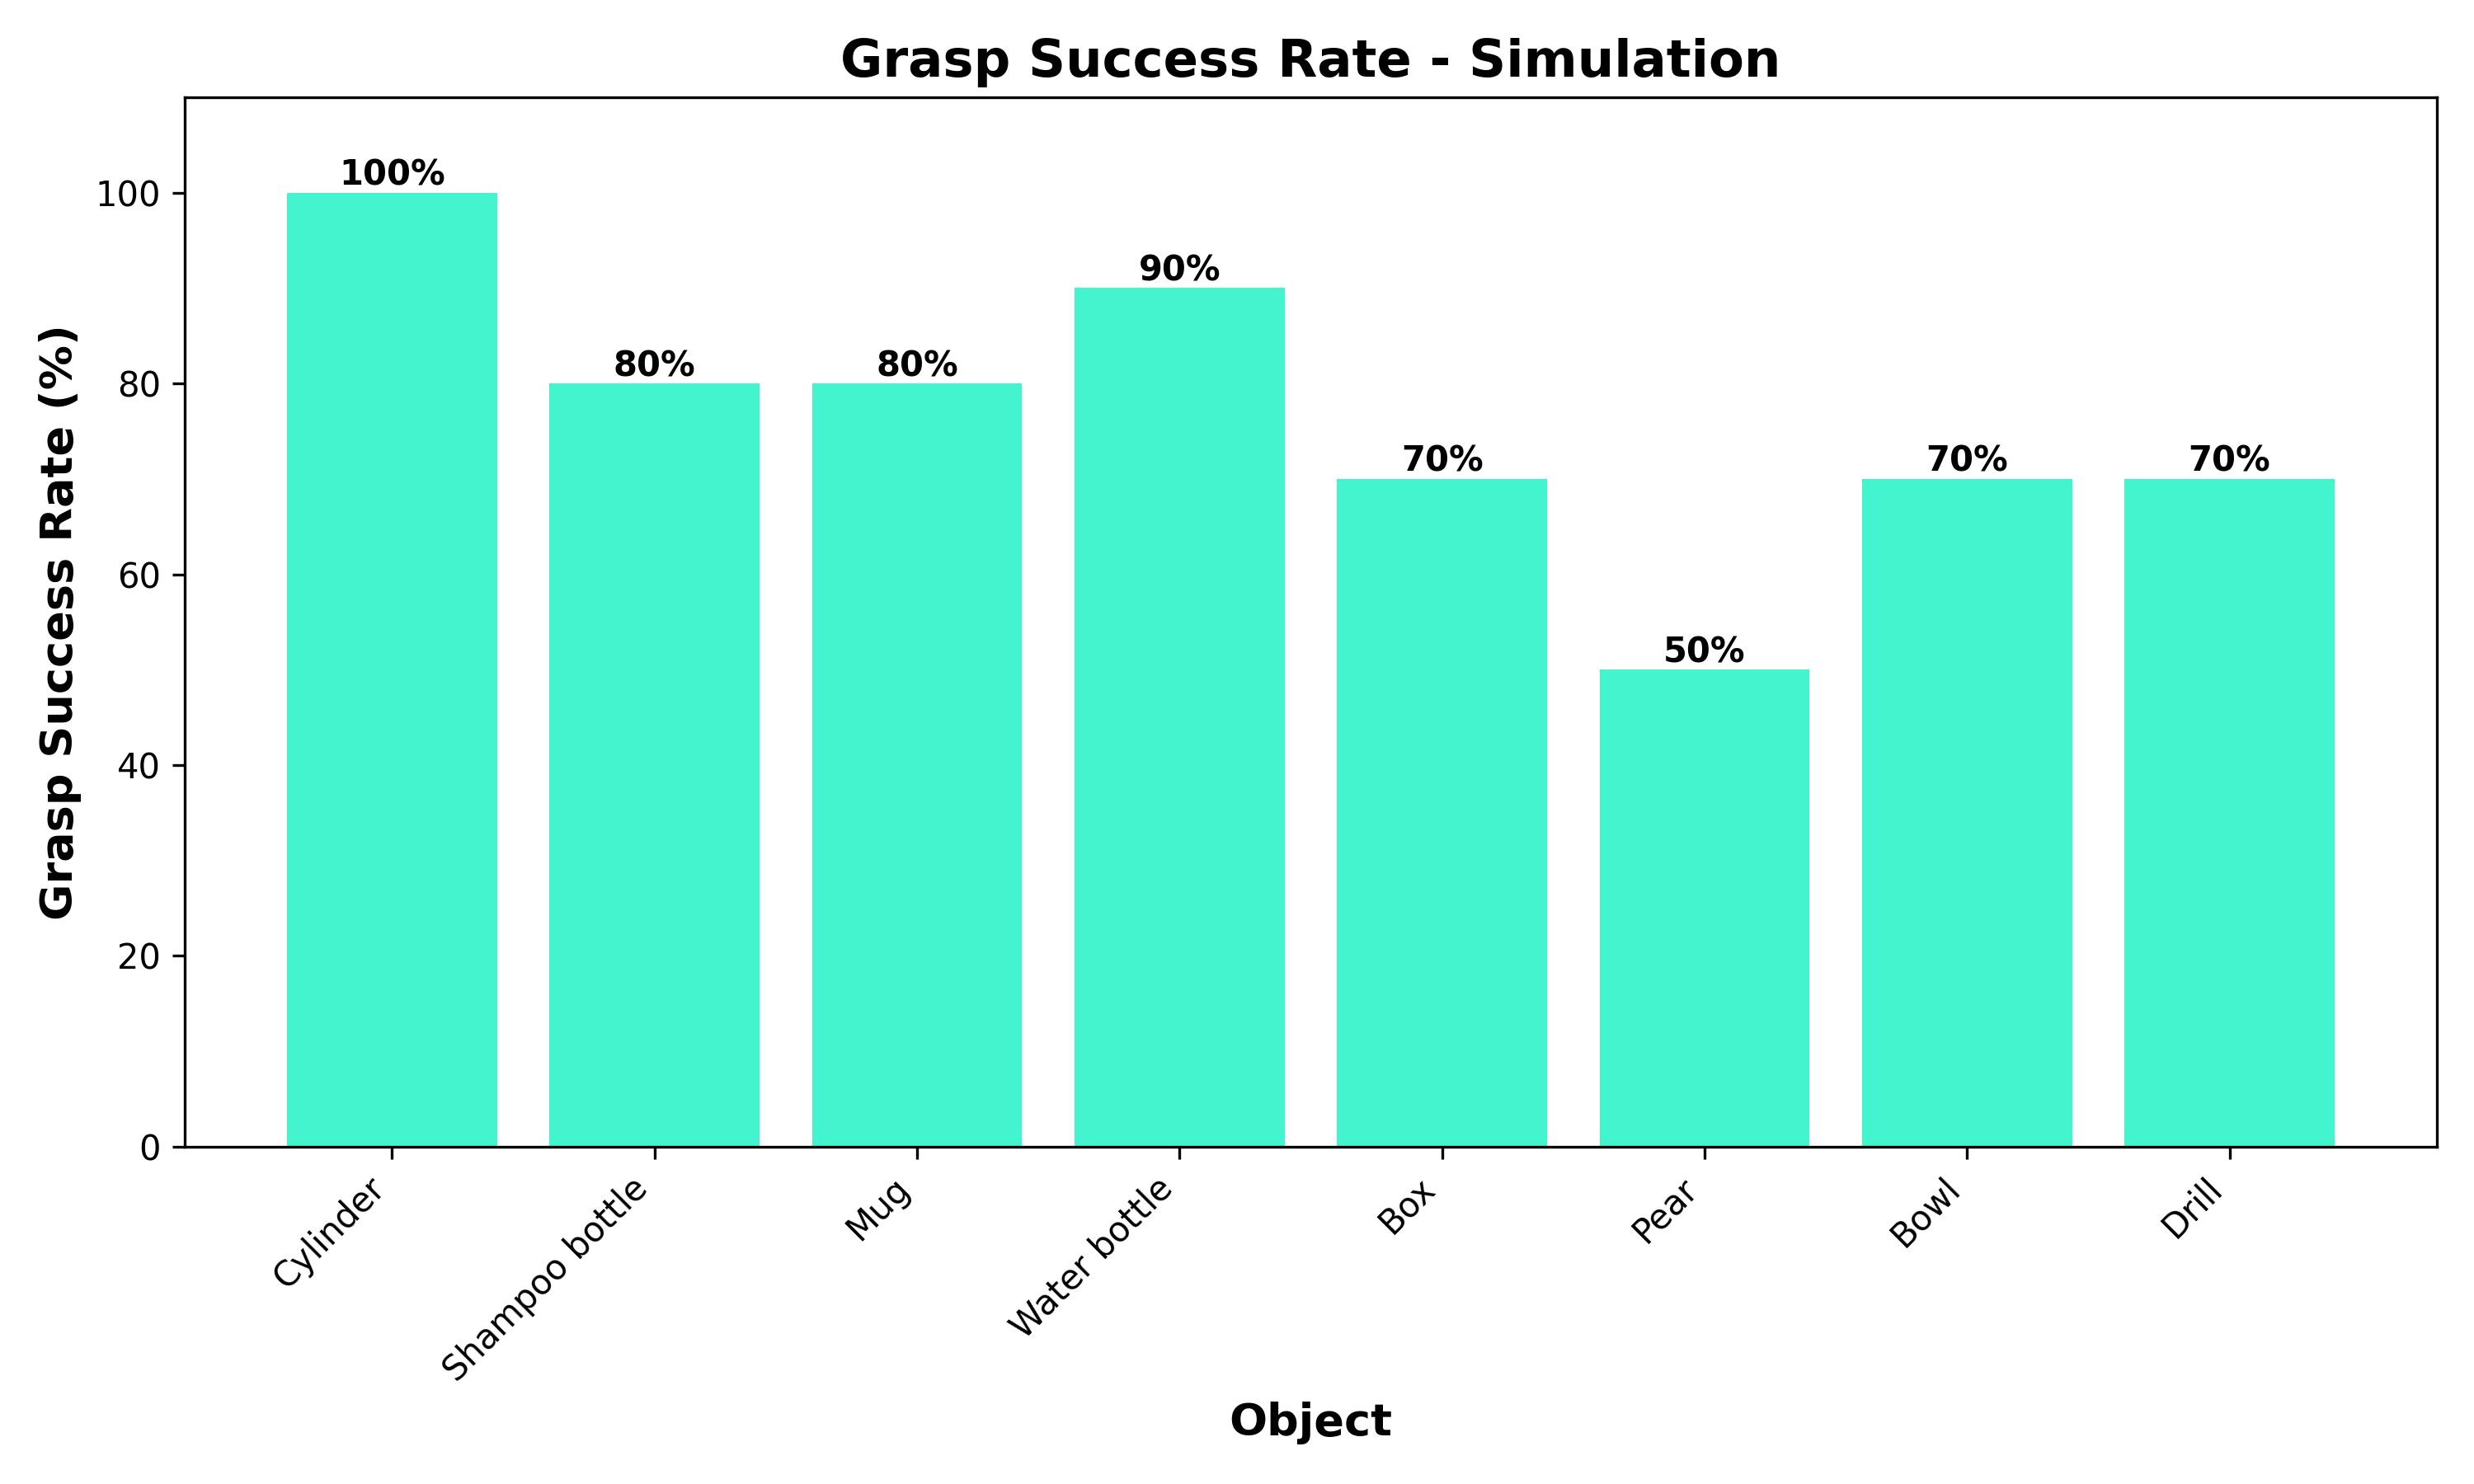 Grasp Success Rate - Simulation
Grasp Success Rate (%)
100
80
60
40
20
0
100%
80%
80%
90%
70%
50%
70%
70%
Cylinder
Shampoo bottle
Mug
Water bottle
Box
Pear
Bowl
Drill
Object